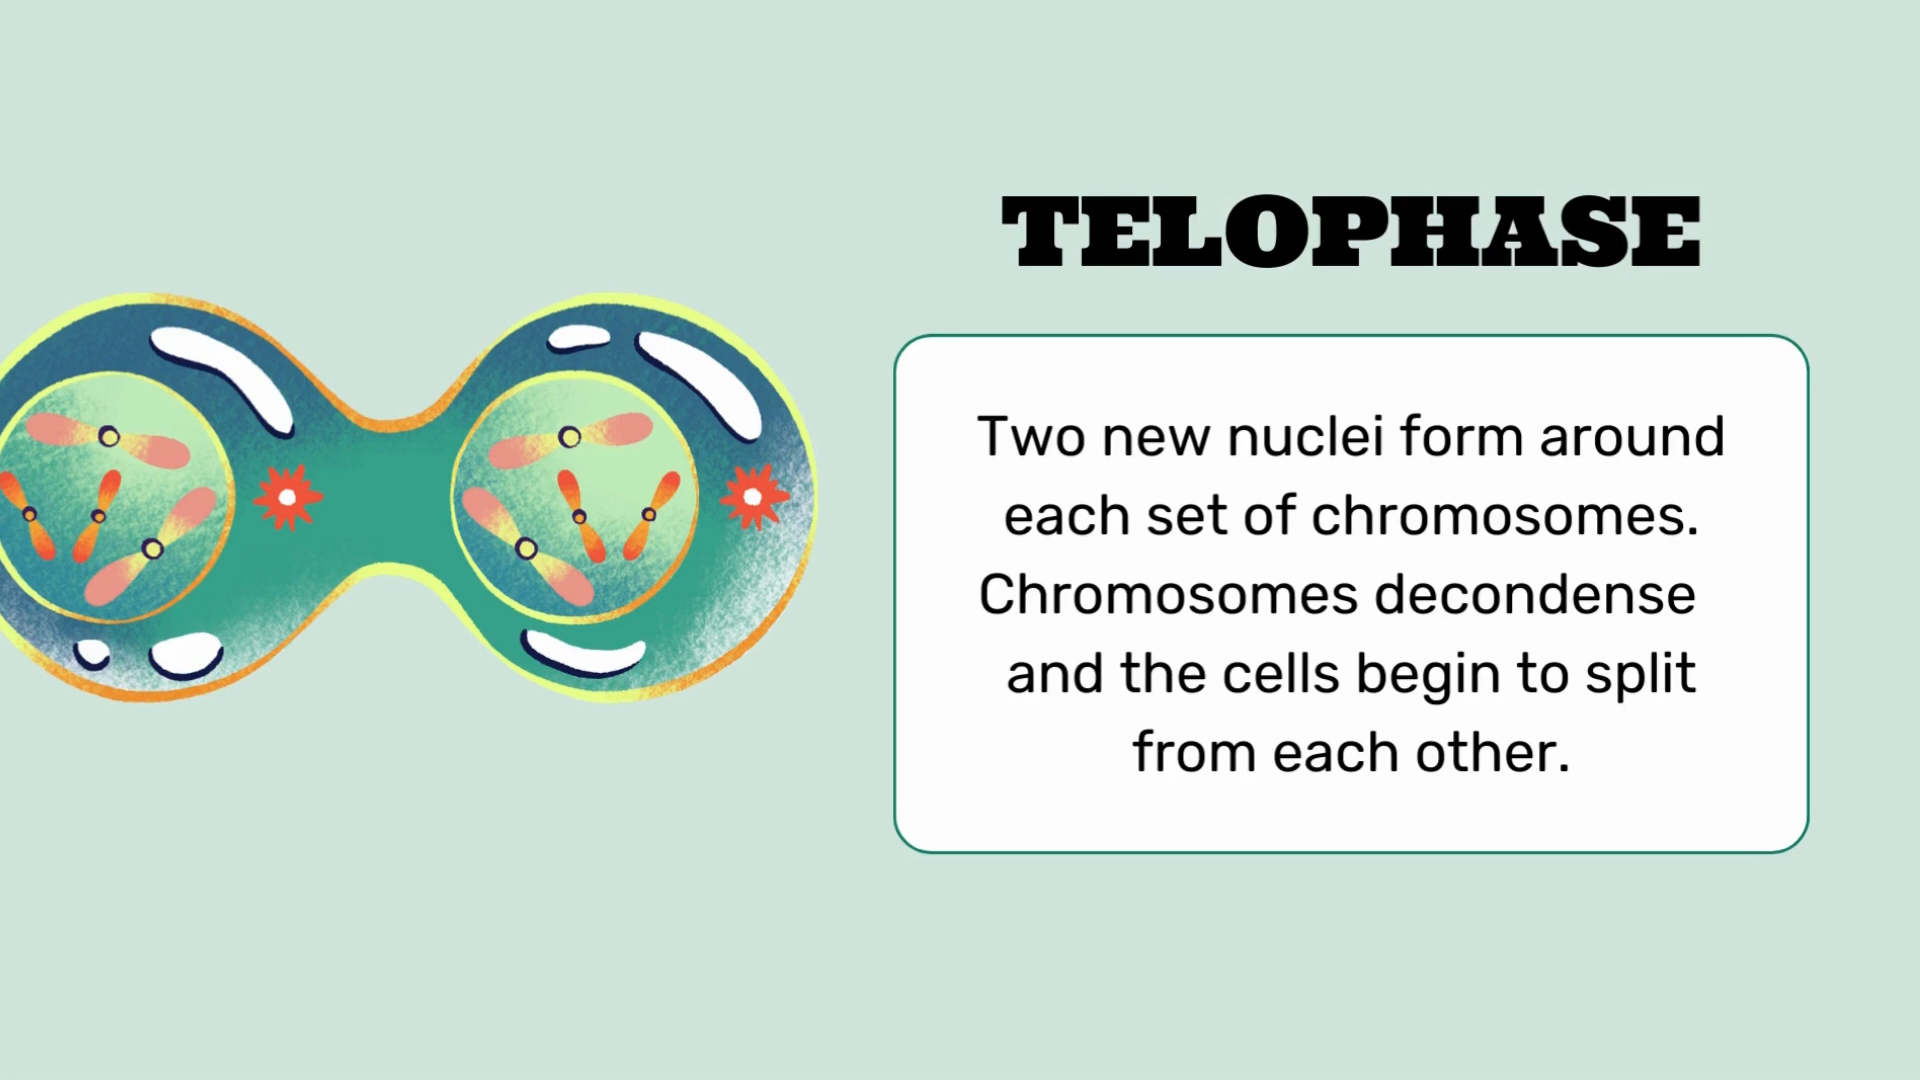 TELOPHASE
Two new nuclei form around
each set of chromosomes.
Chromosomes decondense
and the cells begin to split
from each other.